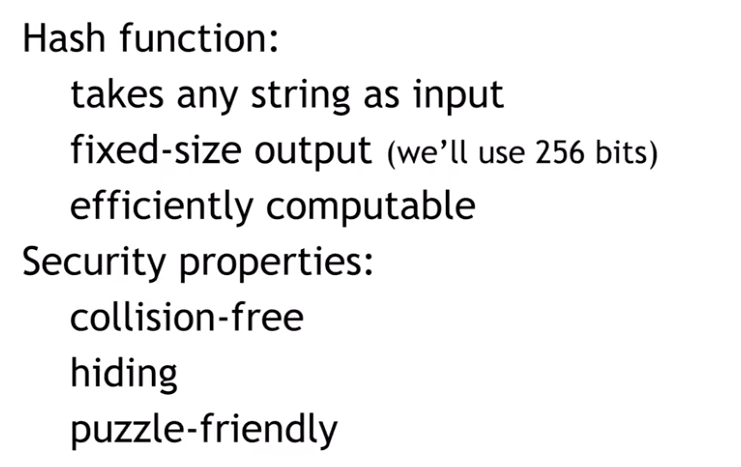 Hash function:
takes any string as input
fixed-size output (we'll use 256 bits)
efficiently computable
Security properties:
collision-free
hiding
puzzle-friendly